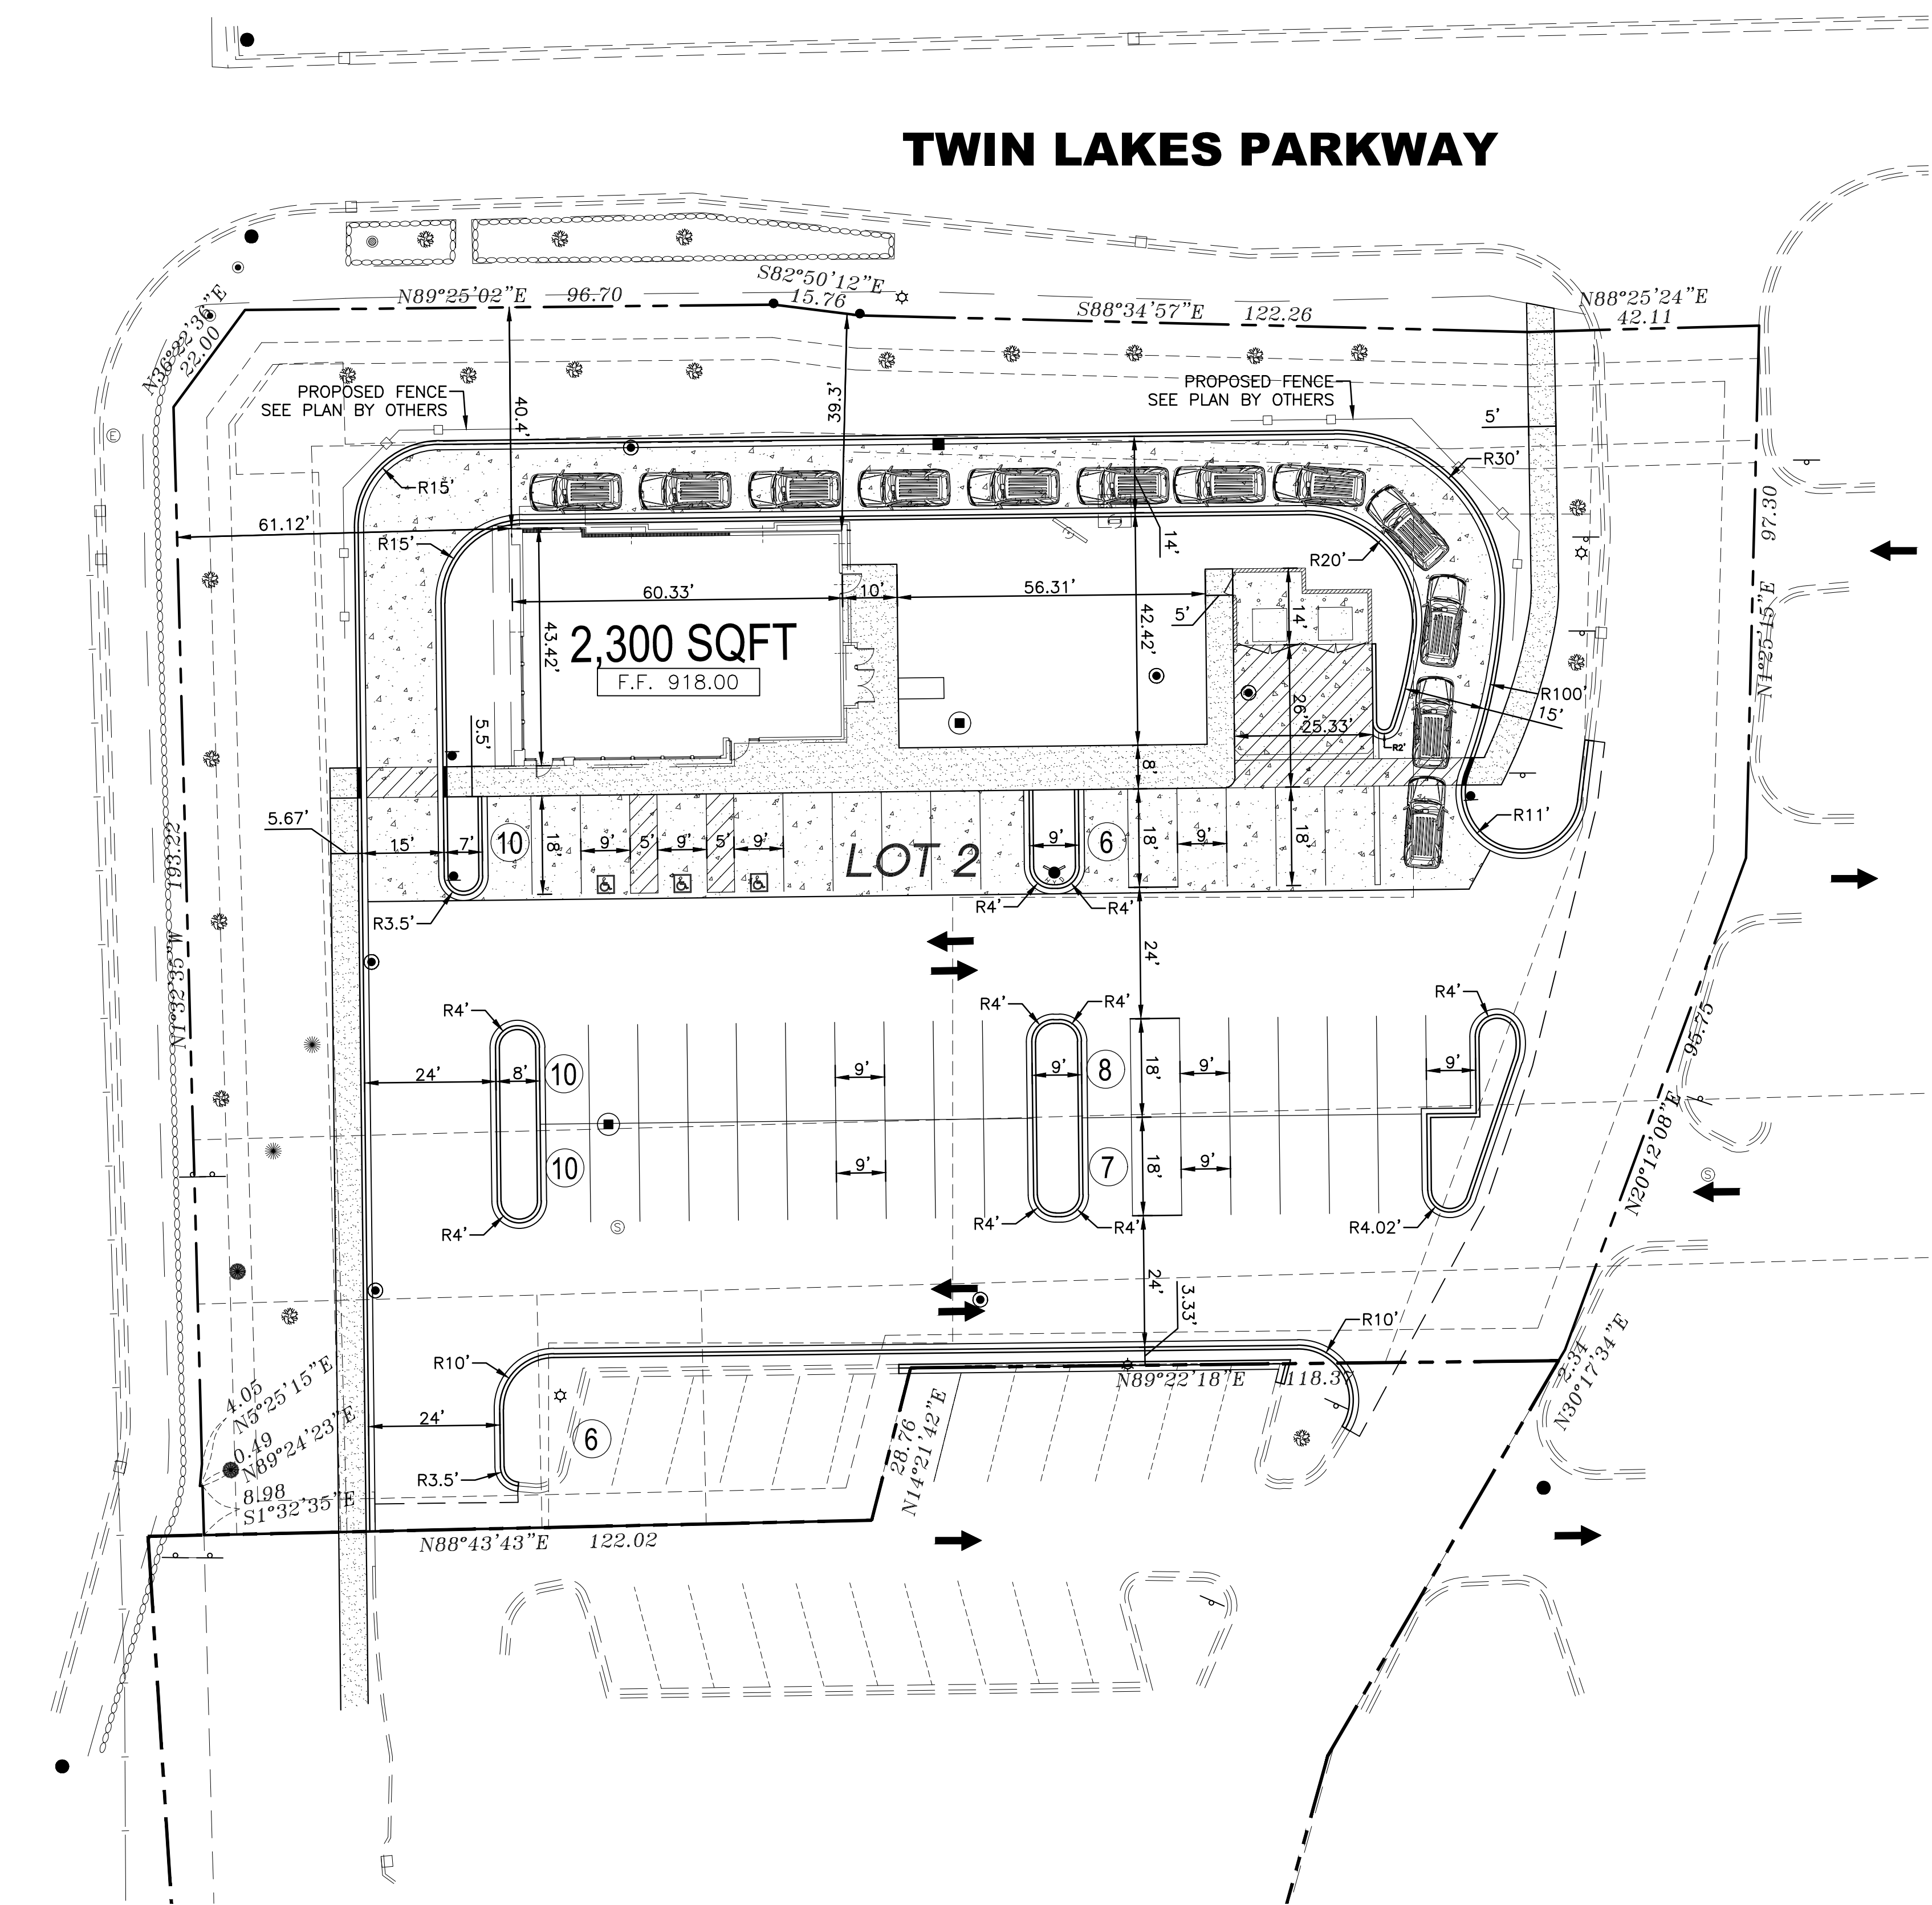 TWIN LAKES PARKWAY
S82°50'12"E
15.76
N89°25'02"E 96.70
N88°25'24"E
42.11
S88°34'57"E 122.26
N36°22'36"E
22.00
PROPOSED FENCE
SEE PLAN BY OTHERS
PROPOSED FENCE
SEE PLAN BY OTHERS
40.4'
39.3'
5'
R30'
R15'
97.30
61.12'
R15'
14'
R20'
60.33'
10'
56.31'
5'
14'
43.42'
2,300 SQFT
F.F. 918.00
42.42'
N1°25'15"E
R100'
15'
26'
25.33'
R2'
5.5'
8'
5.67'
15'
7'
10
18'
9'
5'
9'
5'
9'
LOT 2
9'
HYD
6
18'
9'
18'
R11'
193.22
R3.5'
R4'
R4'
N1°32'35"W
24'
R4'
R4'
R4'
R4'
95.75
24'
8'
10
9'
9'
8
18'
9'
9'
10
9'
7
18'
9'
N20°12'08"E
S
S
R4'
R4'
R4'
R4.02'
24'
3.33'
R10'
R10'
N89°22'18"E 118.37
2.34
N30°17'34"E
4.05
N5°25'15"E
0.49
N89°24'23"E
24'
6
28.76
N14°21'42"E
R3.5'
8.98
S1°32'35"E
N88°43'43"E 122.02
E